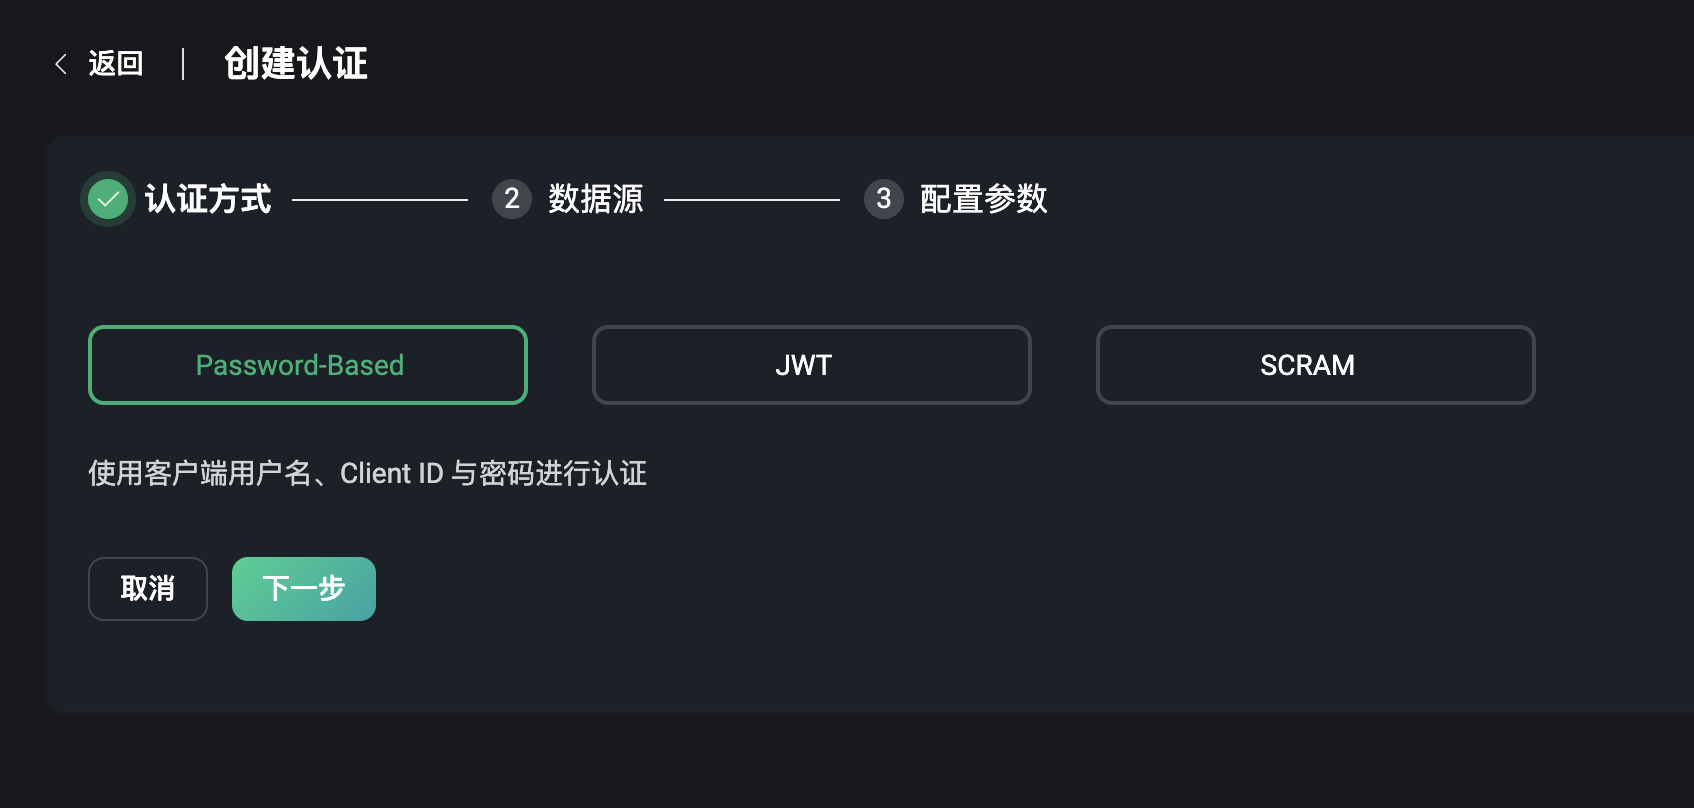 返回 创建认证
认证方式 2 数据源 3 配置参数
Password-Based JWT SCRAM
使用客户端用户名、Client ID 与密码进行认证
取消 下一步